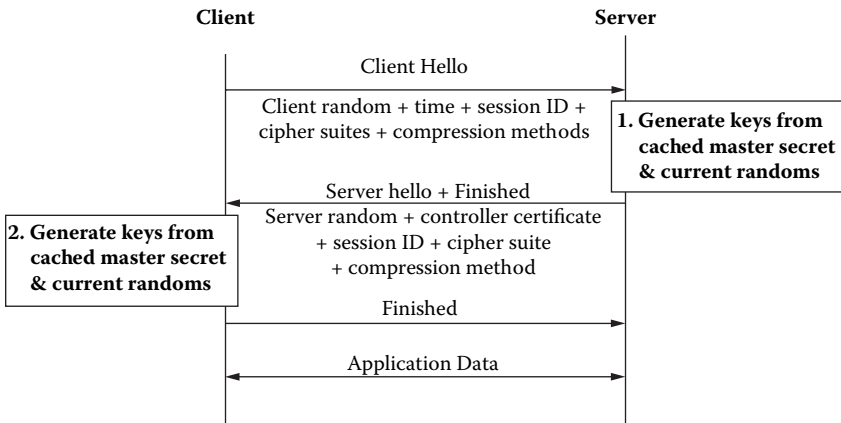 Client
Server
Client Hello
Client random + time + session ID +
cipher suites + compression methods
1. Generate keys from
cached master secret
& current randoms
Server hello + Finished
Server random + controller certificate
+ session ID + cipher suite
+ compression method
2. Generate keys from
cached master secret
& current randoms
Finished
Application Data